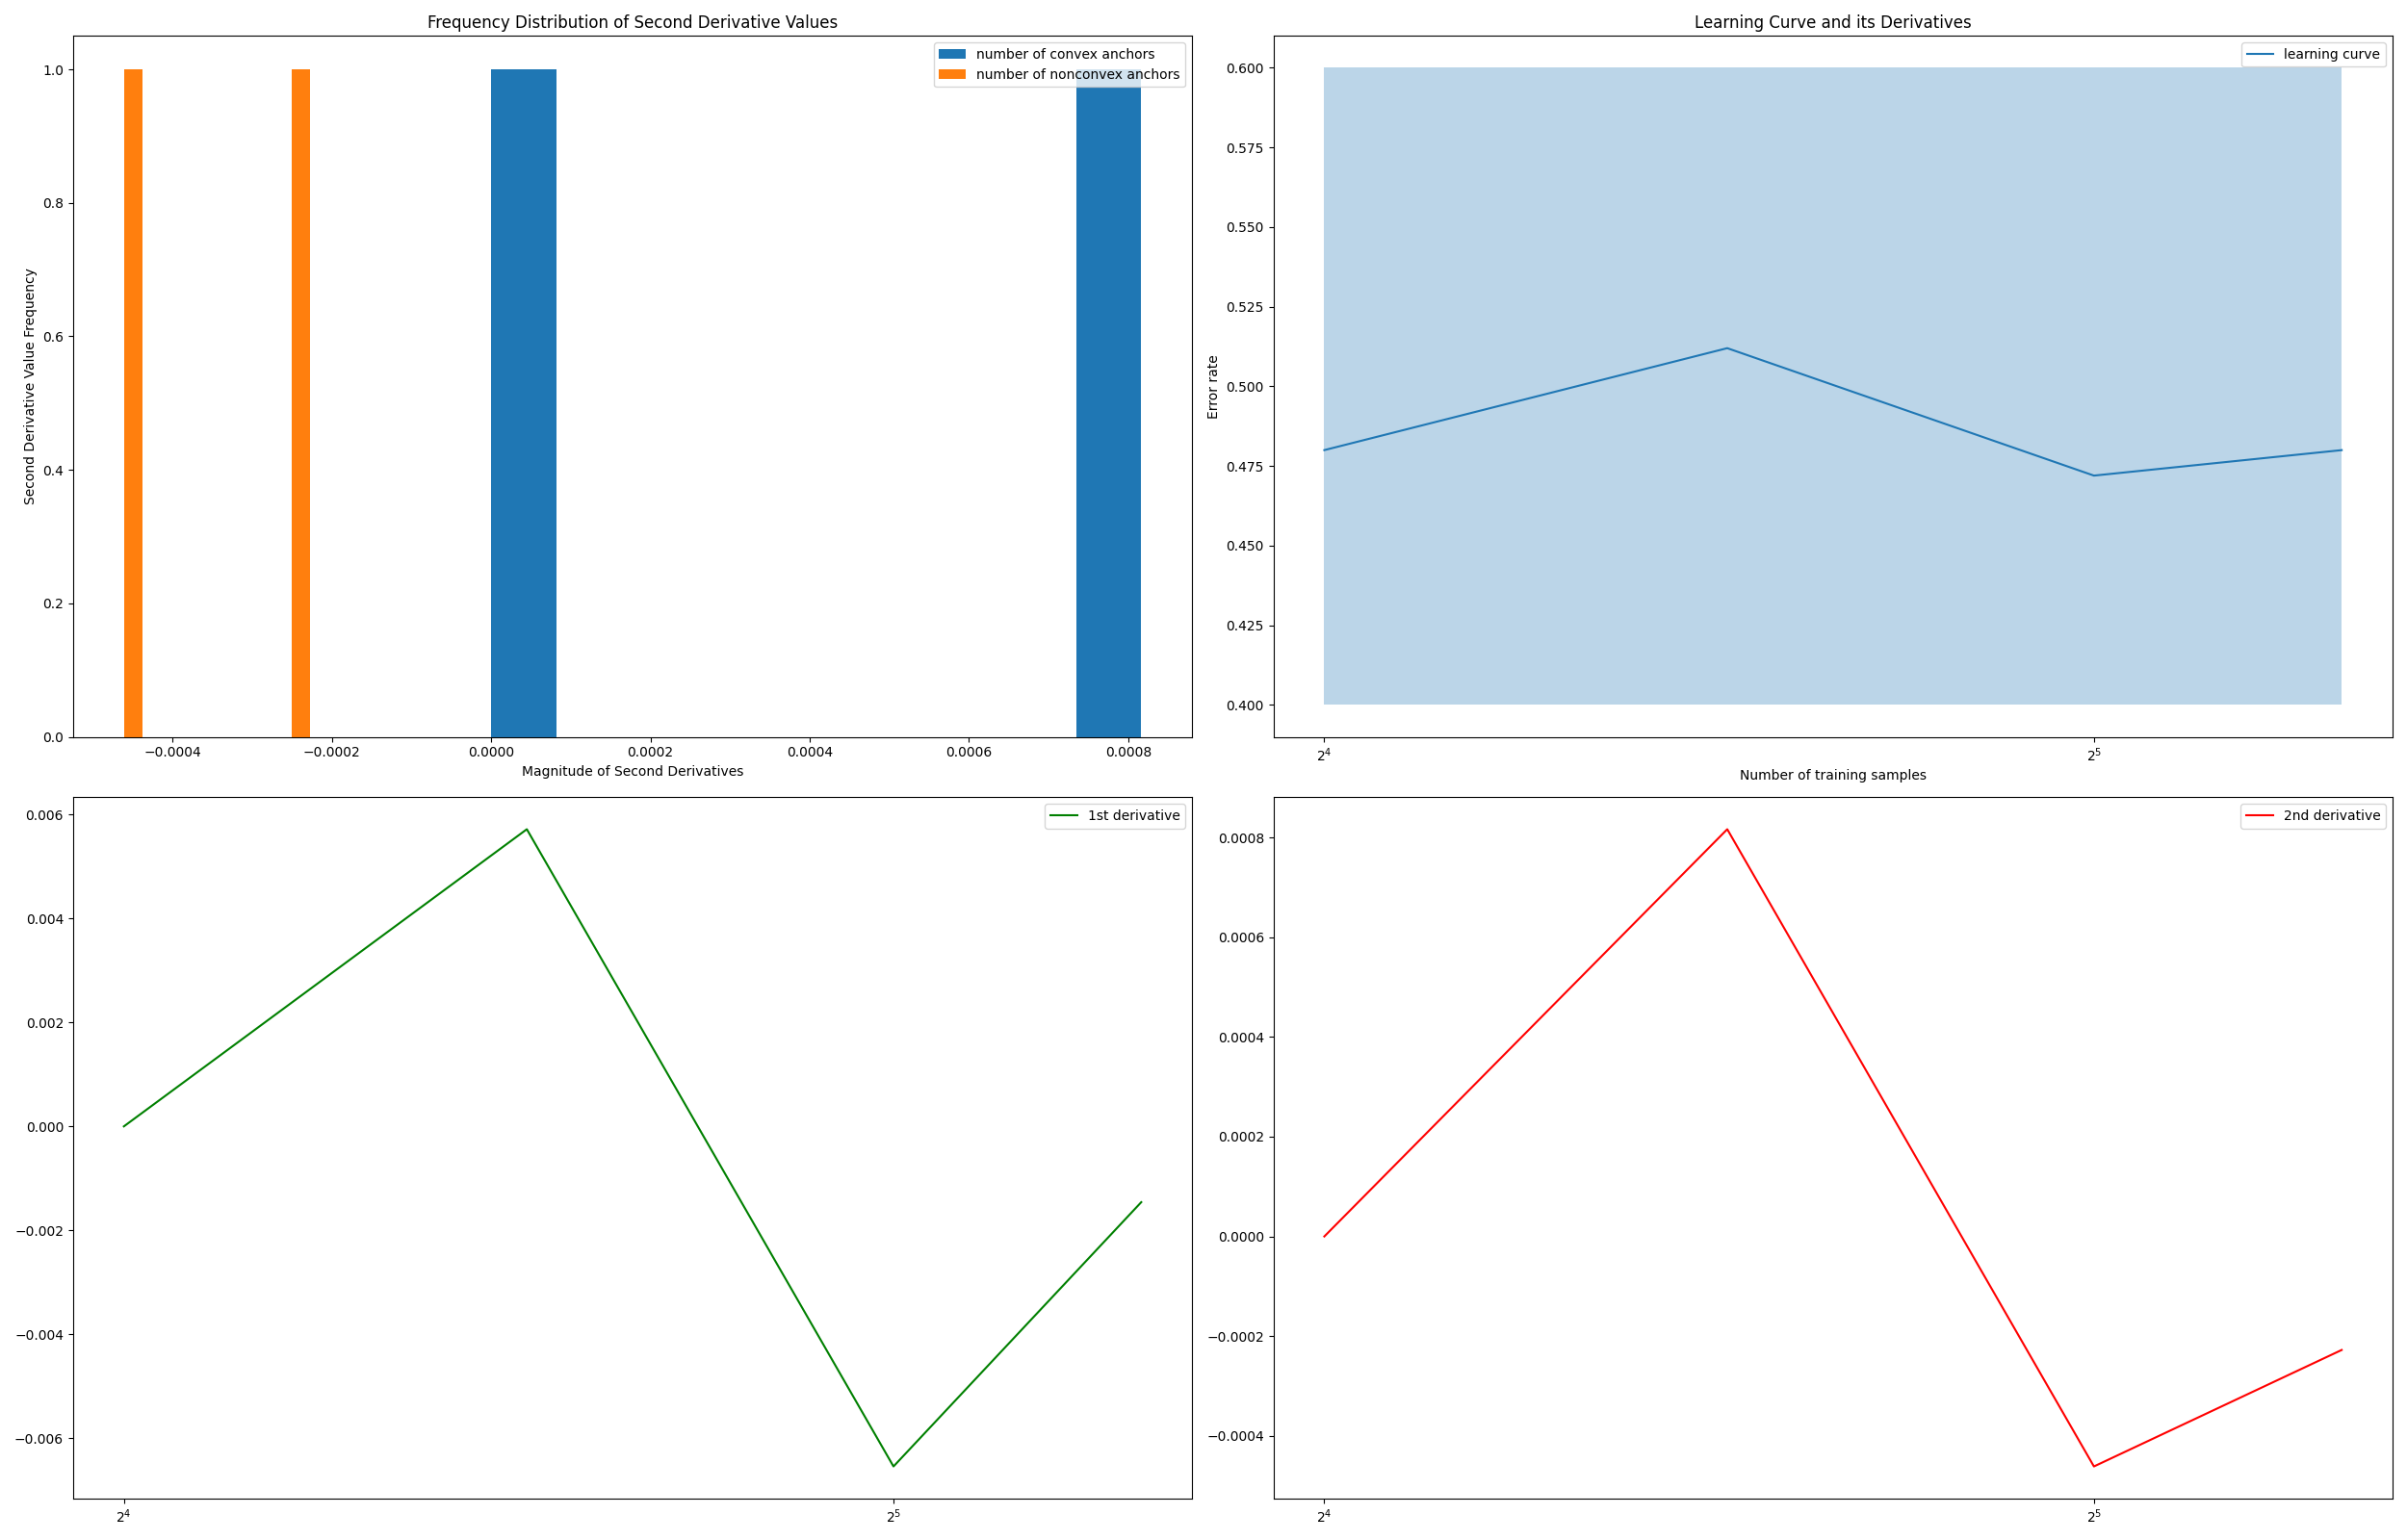 Frequency Distribution of Second Derivative Values
number of convex anchors
number of nonconvex anchors
Second Derivative Value Frequency
1.0
0.8
0.6
0.4
0.2
0.0
−0.0004 −0.0002 0.0000 0.0002 0.0004 0.0006 0.0008
Magnitude of Second Derivatives
Learning Curve and its Derivatives
learning curve
Error rate
0.600
0.575
0.550
0.525
0.500
0.475
0.450
0.425
0.400
2⁴ 2⁵
Number of training samples
1st derivative
0.006
0.004
0.002
0.000
−0.002
−0.004
−0.006
2⁴ 2⁵
2nd derivative
0.0008
0.0006
0.0004
0.0002
0.0000
−0.0002
−0.0004
2⁴ 2⁵